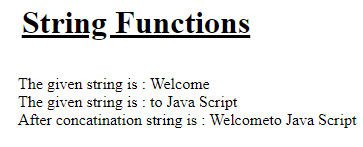 String Functions
The given string is : Welcome
The given string is : to Java Script
After concatination string is : Welcometo Java Script